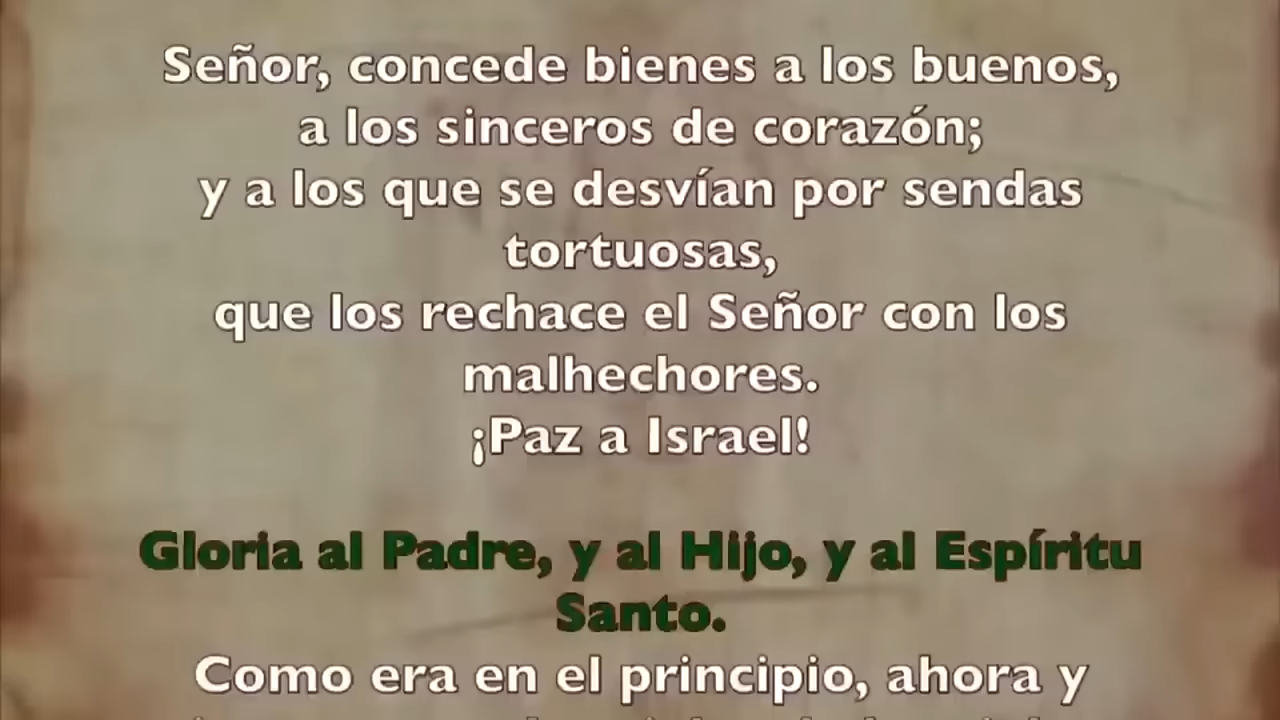 Señor, concede bienes a los buenos,
a los sinceros de corazón;
y a los que se desvían por sendas
tortuosas,
que los rechace el Señor con los
malhechores.
¡Paz a Israel!
Gloria al Padre, y al Hijo, y al Espíritu
Santo.
Como era en el principio, ahora y